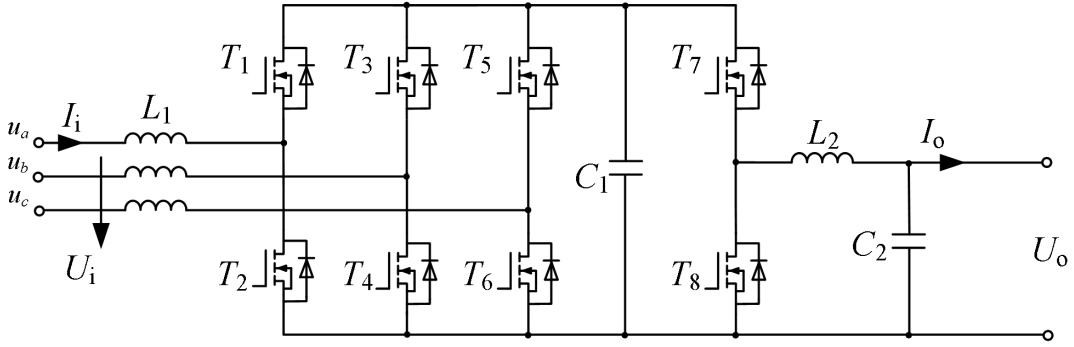 T1 T3 T5 T7
ua Ii L1
ub
uc
C1
L2 Io
Ui
T2 T4 T6 T8
C2 Uo